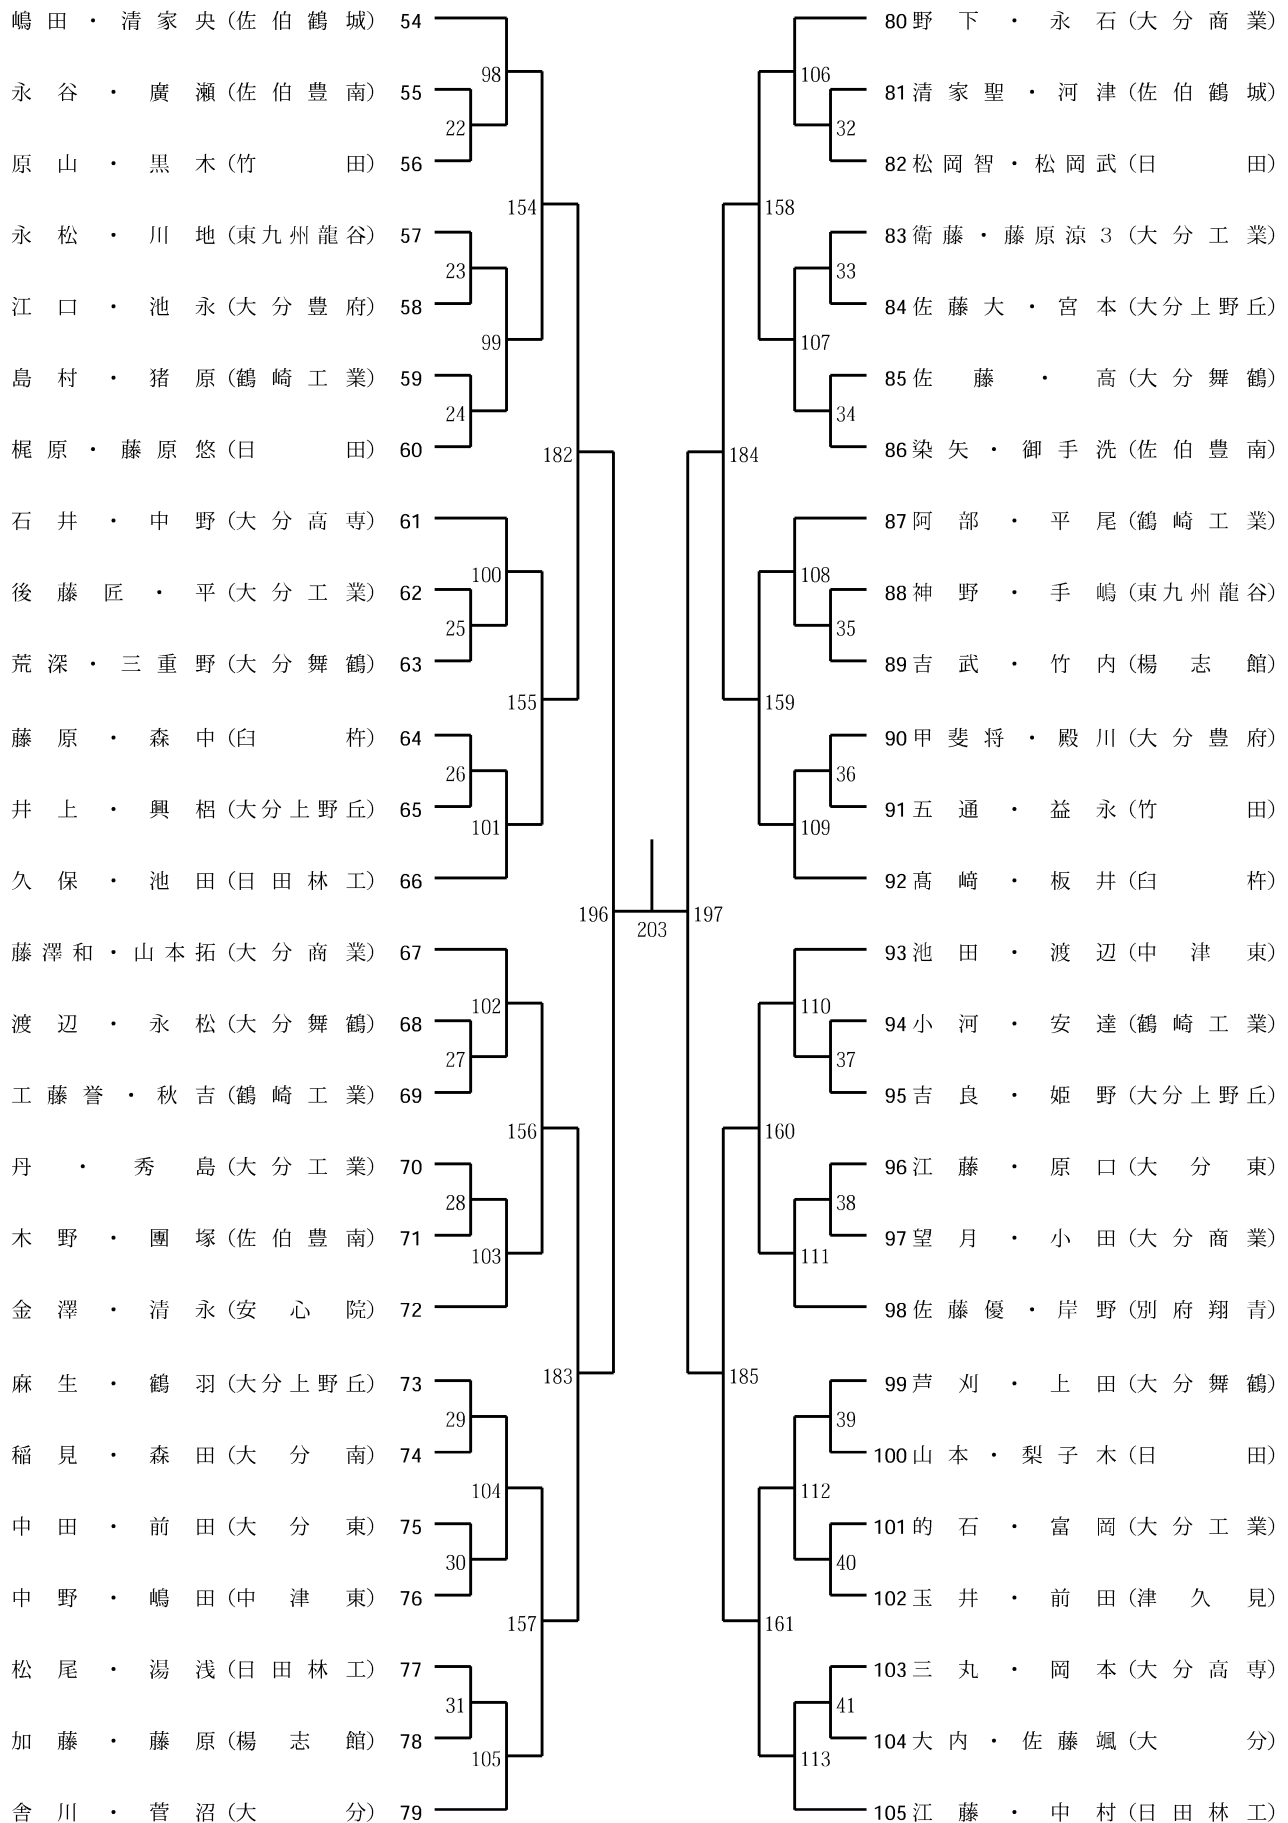 嶋田・清家央(佐伯鶴城) 54
98
永谷・廣瀬(佐伯豊南) 55
22
原山・黒木(竹田) 56
154
永松・川地(東九州龍谷) 57
23
江口・池永(大分豊府) 58
99
島村・猪原(鶴崎工業) 59
24
梶原・藤原悠(日田) 60
182
石井・中野(大分高専) 61
100
後藤匠・平(大分工業) 62
25
荒深・三重野(大分舞鶴) 63
155
藤原・森中(臼杵) 64
26
井上・興梠(大分上野丘) 65
101
久保・池田(日田林工) 66
196
藤澤和・山本拓(大分商業) 67
102
渡辺・永松(大分舞鶴) 68
27
工藤誉・秋吉(鶴崎工業) 69
156
丹・秀島(大分工業) 70
28
木野・團塚(佐伯豊南) 71
103
金澤・清永(安心院) 72
183
麻生・鶴羽(大分上野丘) 73
29
稲見・森田(大分南) 74
104
中田・前田(大分東) 75
30
中野・嶋田(中津東) 76
157
松尾・湯浅(日田林工) 77
31
加藤・藤原(楊志館) 78
105
舎川・菅沼(大分) 79
203
80 野下・永石(大分商業)
106
81 清家聖・河津(佐伯鶴城)
32
82 松岡智・松岡武(日田)
158
83 衛藤・藤原涼3(大分工業)
33
84 佐藤大・宮本(大分上野丘)
107
85 佐藤・高(大分舞鶴)
34
86 染矢・御手洗(佐伯豊南)
184
87 阿部・平尾(鶴崎工業)
108
88 神野・手嶋(東九州龍谷)
35
89 吉武・竹内(楊志館)
159
90 甲斐将・殿川(大分豊府)
36
91 五通・益永(竹田)
109
92 髙﨑・板井(臼杵)
197
93 池田・渡辺(中津東)
110
94 小河・安達(鶴崎工業)
37
95 吉良・姫野(大分上野丘)
160
96 江藤・原口(大分東)
38
97 望月・小田(大分商業)
111
98 佐藤優・岸野(別府翔青)
185
99 芦刈・上田(大分舞鶴)
39
100 山本・梨子木(日田)
112
101 的石・富岡(大分工業)
40
102 玉井・前田(津久見)
161
103 三丸・岡本(大分高専)
41
104 大内・佐藤颯(大分)
113
105 江藤・中村(日田林工)